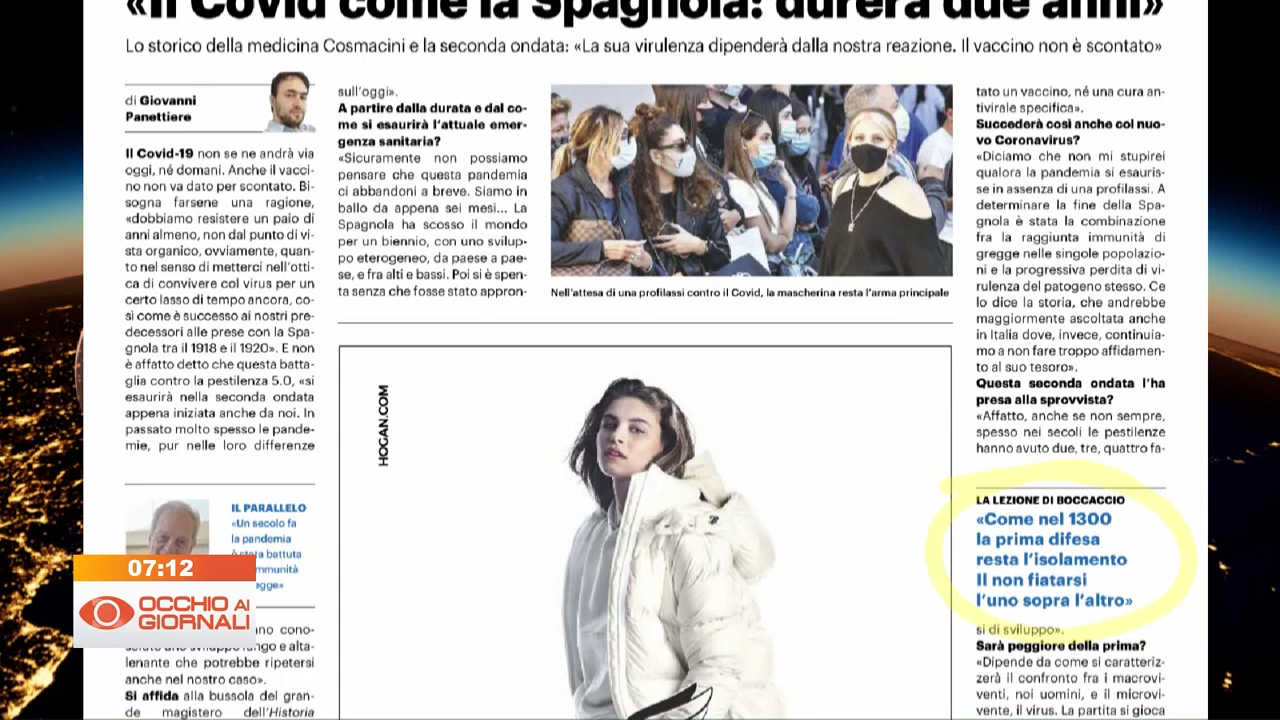 «Il Covid come la Spagnola: durerà due anni»
Lo storico della medicina Cosmacini e la seconda ondata: «La sua virulenza dipenderà dalla nostra reazione. Il vaccino non è scontato»
di Giovanni
Panettiere
Il Covid-19 non se ne andrà via
oggi, né domani. Anche il vacci-
no non va dato per scontato. Bi-
sogna farsene una ragione,
«dobbiamo resistere un paio di
anni almeno, non dal punto di vi-
sta organico, ovviamente, quan-
to nel senso di metterci nell'otti-
ca di convivere col virus per un
certo lasso di tempo ancora, co-
sì come è successo ai nostri pre-
decessori alle prese con la Spa-
gnola tra il 1918 e il 1920». E non
è affatto detto che questa batta-
glia contro la pestilenza 5.0, «si
esaurirà nella seconda ondata
appena iniziata anche da noi. In
passato molto spesso le pande-
mie, pur nelle loro differenze
IL PARALLELO
«Un secolo fa
la pandemia
è stata battuta
egge»
07:12
OCCHIO AI
GIORNALI
ano cono-
lungo e alta-
lenante che potrebbe ripetersi
anche nel nostro caso».
Si affida alla bussola del gran-
de magistero dell'Historia
sull'oggi».
A partire dalla durata e dal co-
me si esaurirà l'attuale emer-
genza sanitaria?
«Sicuramente non possiamo
pensare che questa pandemia
ci abbandoni a breve. Siamo in
ballo da appena sei mesi... La
Spagnola ha scosso il mondo
per un biennio, con uno svilup-
po eterogeneo, da paese a pae-
se, e fra alti e bassi. Poi si è spen-
ta senza che fosse stato appron-
Nell'attesa di una profilassi contro il Covid, la mascherina resta l'arma principale
HOGAN.COM
tato un vaccino, né una cura an-
tivirale specifica».
Succederà così anche col nuo-
vo Coronavirus?
«Diciamo che non mi stupirei
qualora la pandemia si esauris-
se in assenza di una profilassi. A
determinare la fine della Spa-
gnola è stata la combinazione
fra la raggiunta immunità di
gregge nelle singole popolazio-
ni e la progressiva perdita di vi-
rulenza del patogeno stesso. Ce
lo dice la storia, che andrebbe
maggiormente ascoltata anche
in Italia dove, invece, continuia-
mo a non fare troppo affidamen-
to al suo tesoro».
Questa seconda ondata l'ha
presa alla sprovvista?
«Affatto, anche se non sempre,
spesso nei secoli le pestilenze
hanno avuto due, tre, quattro fa-
LA LEZIONE DI BOCCACCIO
«Come nel 1300
la prima difesa
resta l'isolamento
Il non fiatarsi
l'uno sopra l'altro»
si di sviluppo».
Sarà peggiore della prima?
«Dipende da come si caratteriz-
zerà il confronto fra i macrovi-
venti, noi uomini, e il microvi-
vente, il virus. La partita si gioca